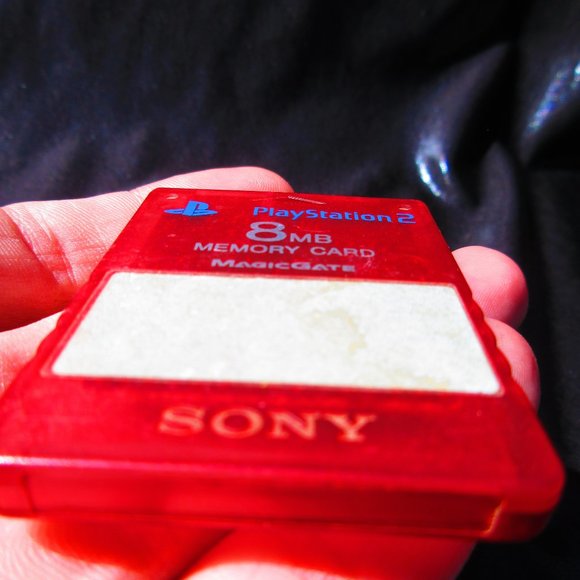 PlayStation 2
8MB
MEMORY CARD
MAGICGATE
SONY